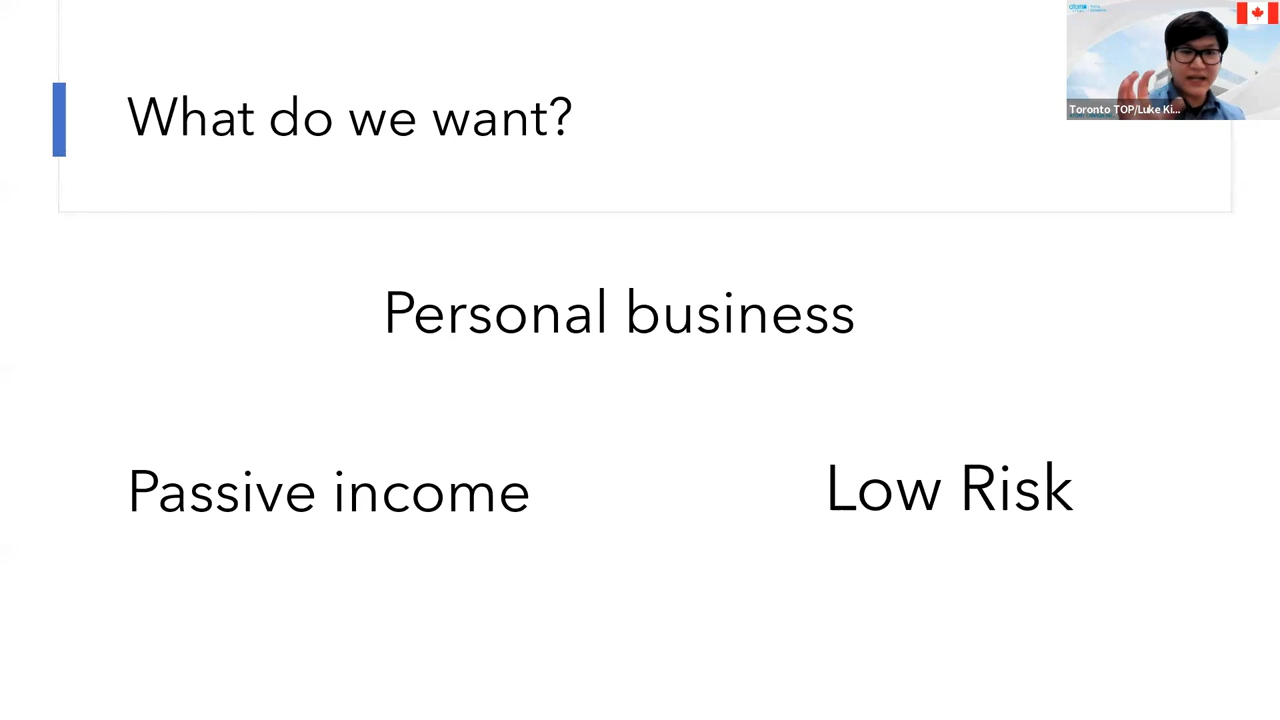 What do we want?
Toronto TOP/Luke Ki...
Personal business
Passive income
Low Risk